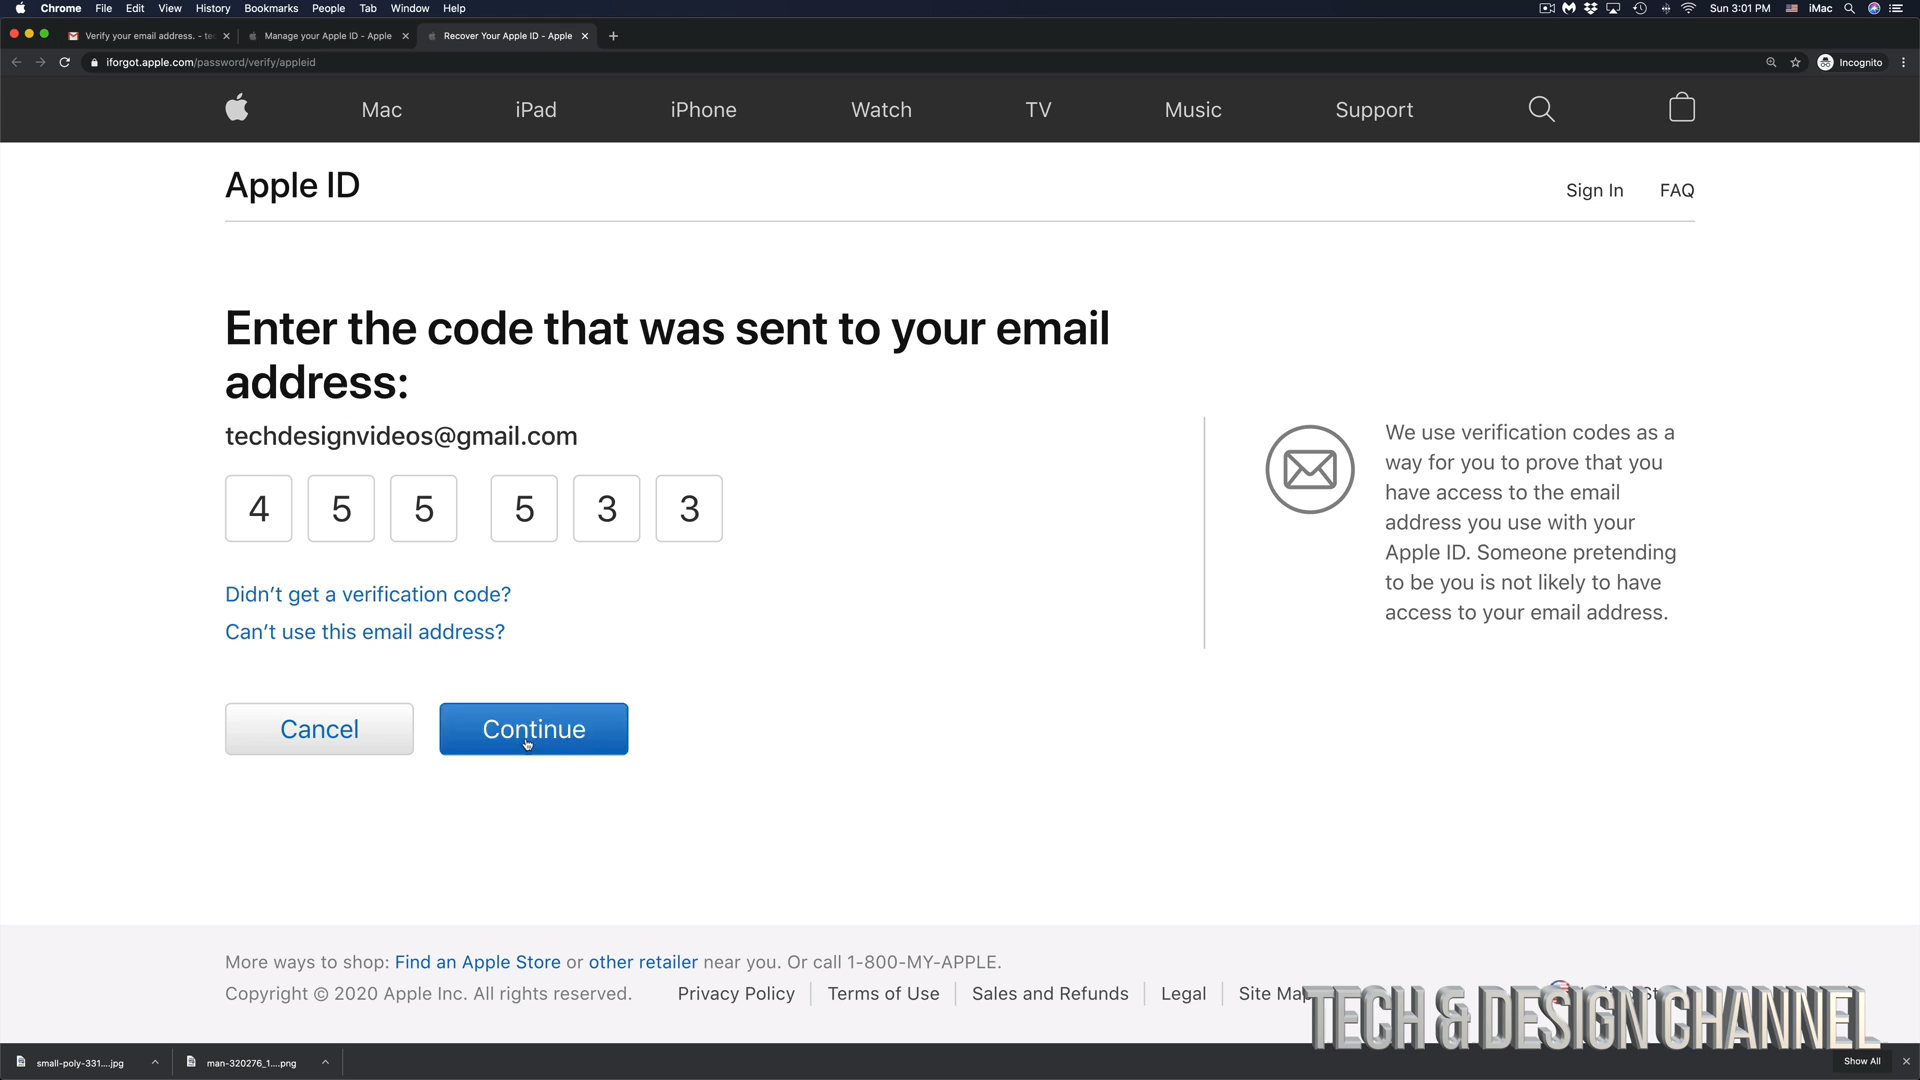 Chrome File Edit View History Bookmarks People Tab Window Help
Sun 3:01 PM iMac
Verify your email address. - te
Manage your Apple ID - Apple
Recover Your Apple ID - Apple
iforgot.apple.com/password/verify/appleid
Incognito
Mac iPad iPhone Watch TV Music Support
Apple ID
Sign In FAQ
Enter the code that was sent to your email
address:
techdesignvideos@gmail.com
4 5 5 5 3 3
Didn’t get a verification code?
Can’t use this email address?
Cancel Continue
We use verification codes as a
way for you to prove that you
have access to the email
address you use with your
Apple ID. Someone pretending
to be you is not likely to have
access to your email address.
More ways to shop: Find an Apple Store or other retailer near you. Or call 1-800-MY-APPLE.
Copyright © 2020 Apple Inc. All rights reserved. Privacy Policy Terms of Use Sales and Refunds Legal Site Map
TECH & DESIGN CHANNEL
small-poly-331....jpg
man-320276_1....png
Show All